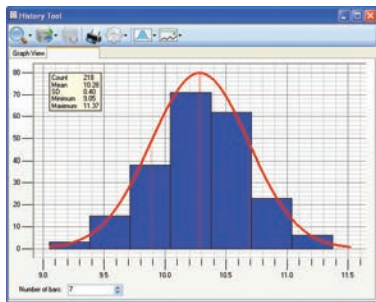 History Tool
Graph View
Count 218
Mean 10.28
SD 0.40
Minimum 9.05
Maximum 11.37
80
70
60
50
40
30
20
10
0
9.0 9.5 10.0 10.5 11.0 11.5
Number of bars: 7